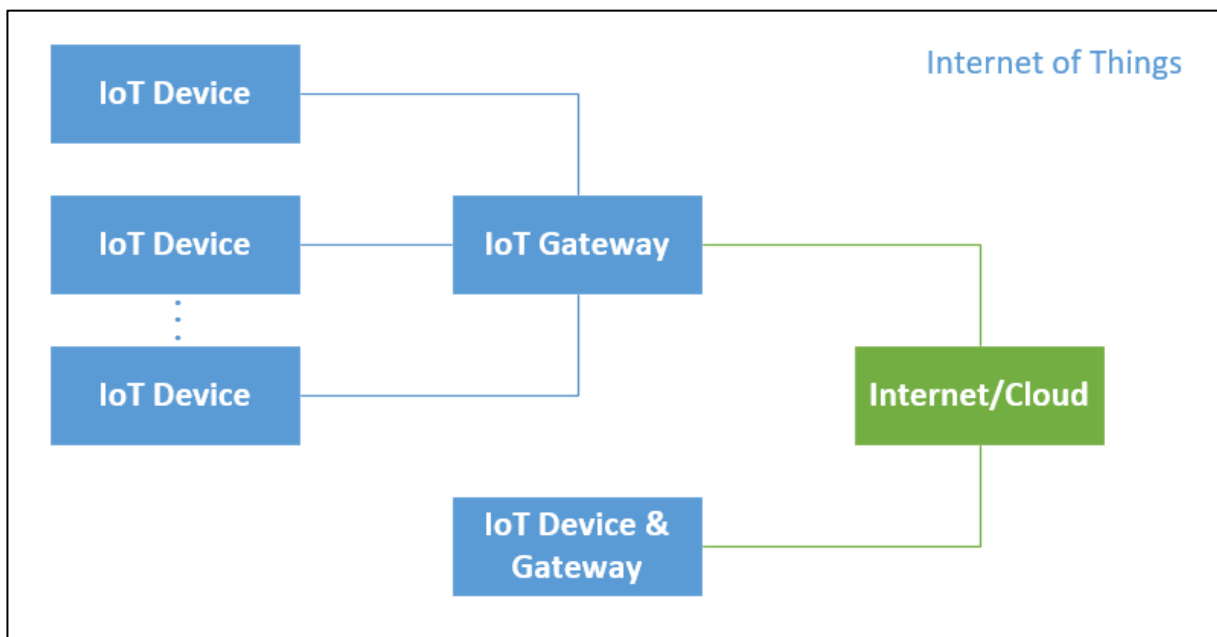 Internet of Things
IoT Device
IoT Device
IoT Gateway
IoT Device
Internet/Cloud
IoT Device &
Gateway